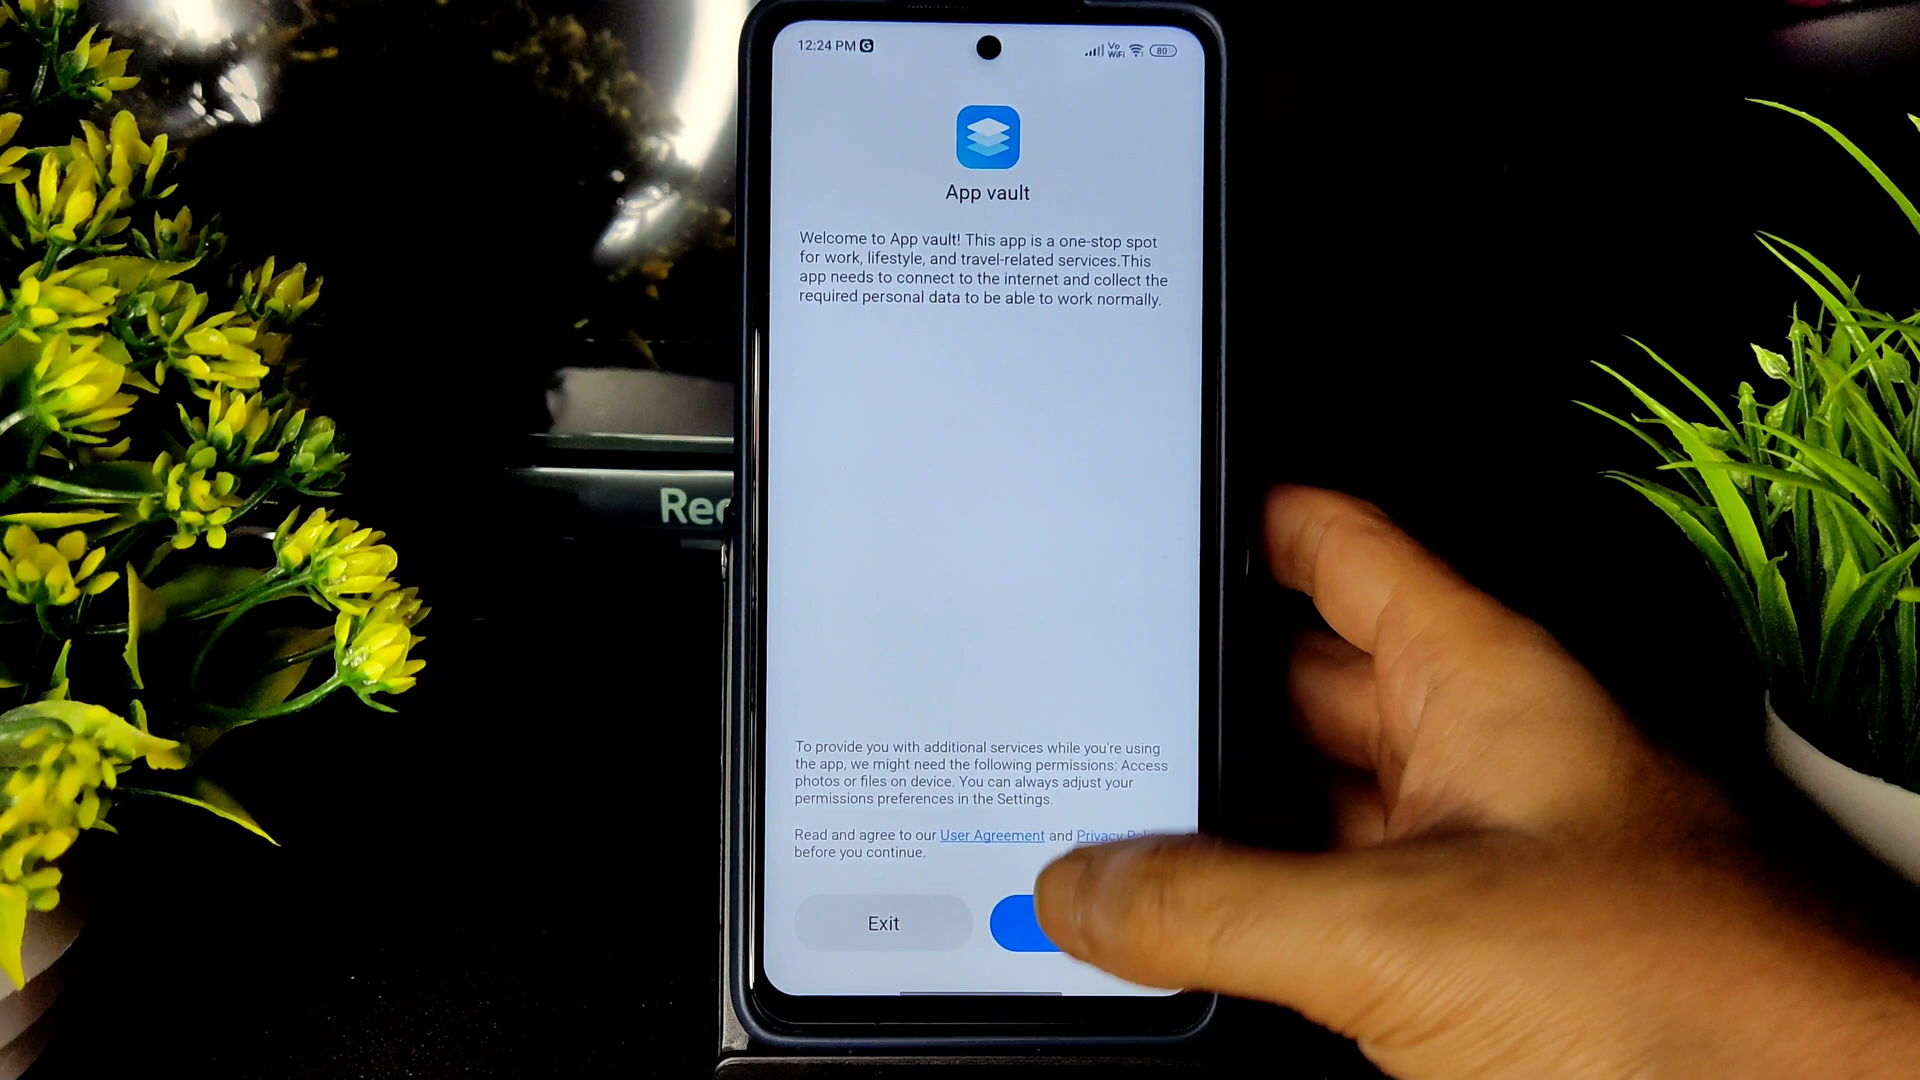 12:24 PM
Vo
WiFi
80
App vault
Welcome to App vault! This app is a one-stop spot
for work, lifestyle, and travel-related services.This
app needs to connect to the internet and collect the
required personal data to be able to work normally.
To provide you with additional services while you're using
the app, we might need the following permissions: Access
photos or files on device. You can always adjust your
permissions preferences in the Settings.
Read and agree to our User Agreement and Privacy
before you continue.
Exit